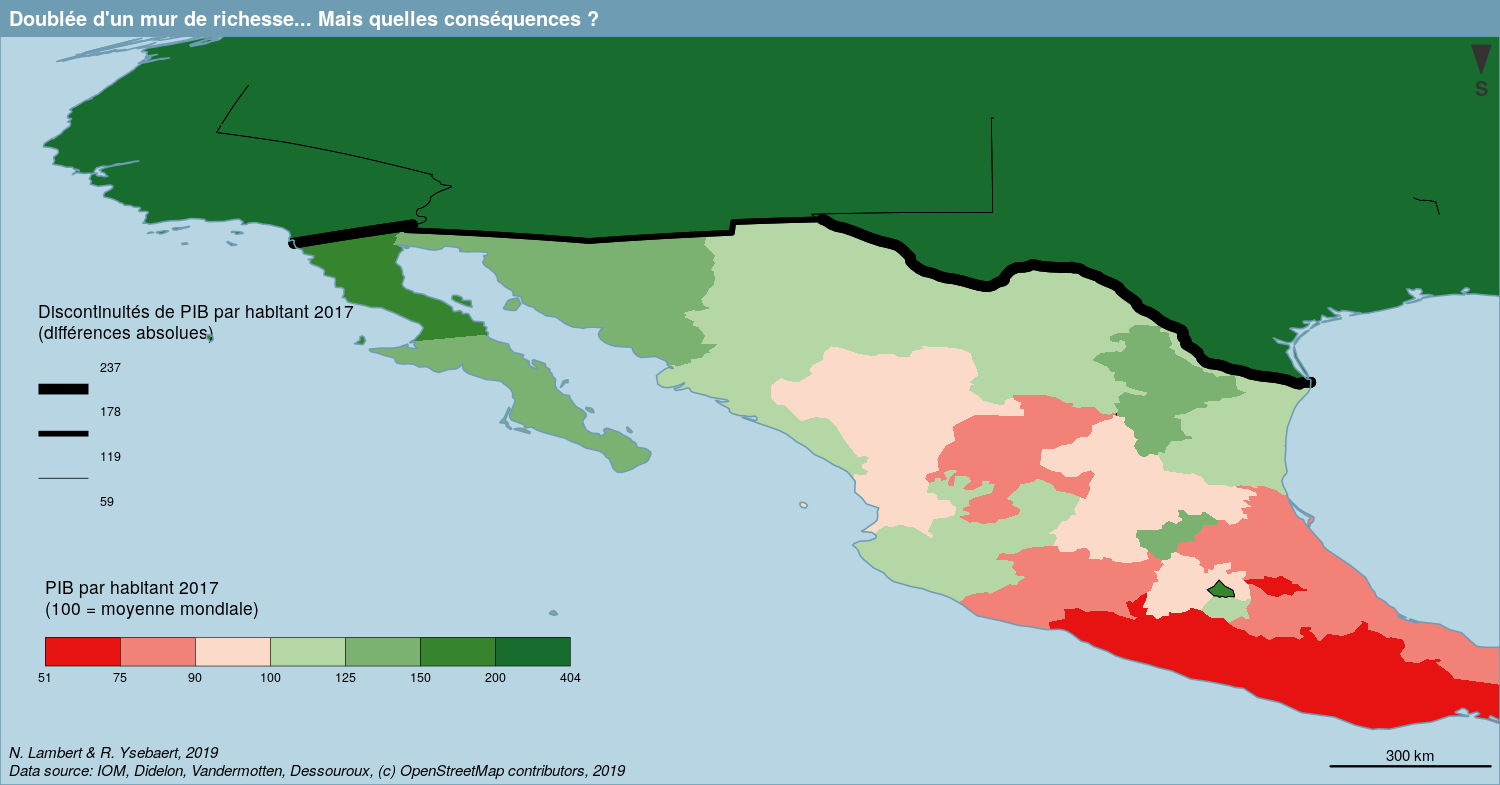 Doublée d'un mur de richesse... Mais quelles conséquences ?
S
Discontinuités de PIB par habitant 2017
(différences absolues)
237
178
119
59
PIB par habitant 2017
(100 = moyenne mondiale)
51 75 90 100 125 150 200 404
N. Lambert & R. Ysebaert, 2019
Data source: IOM, Didelon, Vandermotten, Dessouroux, (c) OpenStreetMap contributors, 2019
300 km